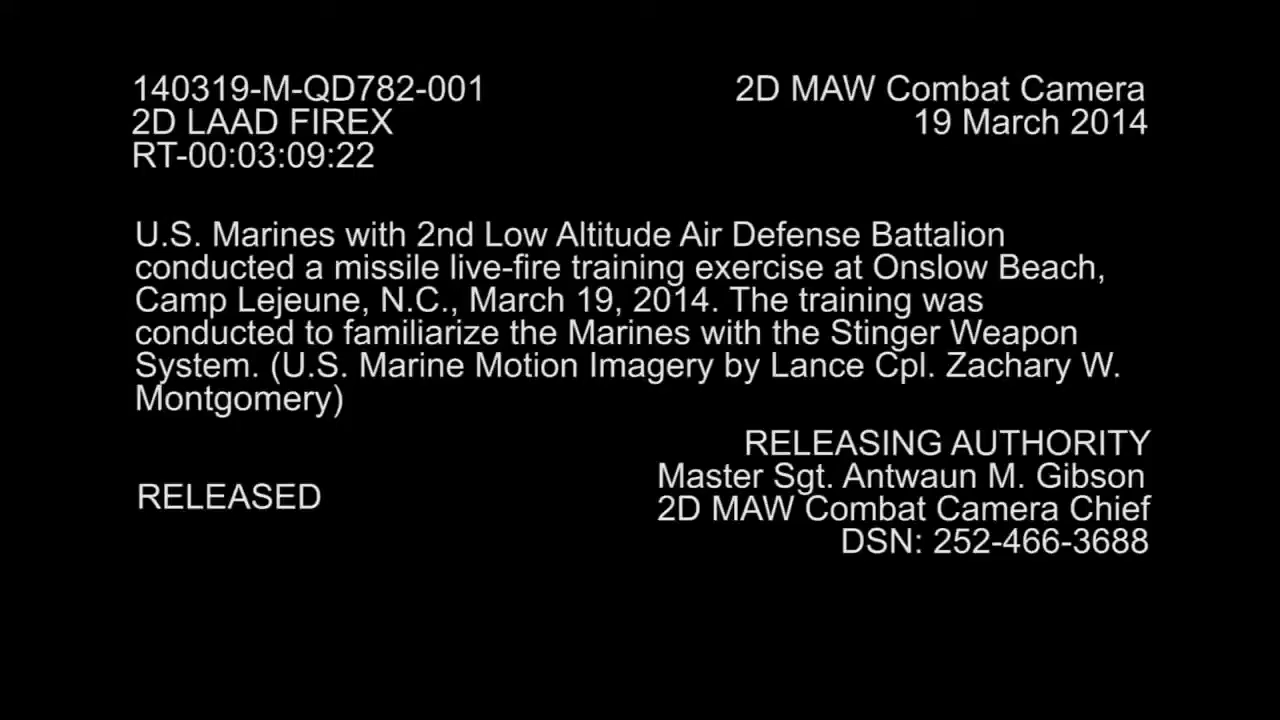 140319-M-QD782-001
2D LAAD FIREX
RT-00:03:09:22
2D MAW Combat Camera
19 March 2014
U.S. Marines with 2nd Low Altitude Air Defense Battalion
conducted a missile live-fire training exercise at Onslow Beach,
Camp Lejeune, N.C., March 19, 2014. The training was
conducted to familiarize the Marines with the Stinger Weapon
System. (U.S. Marine Motion Imagery by Lance Cpl. Zachary W.
Montgomery)
RELEASED
RELEASING AUTHORITY
Master Sgt. Antwaun M. Gibson
2D MAW Combat Camera Chief
DSN: 252-466-3688